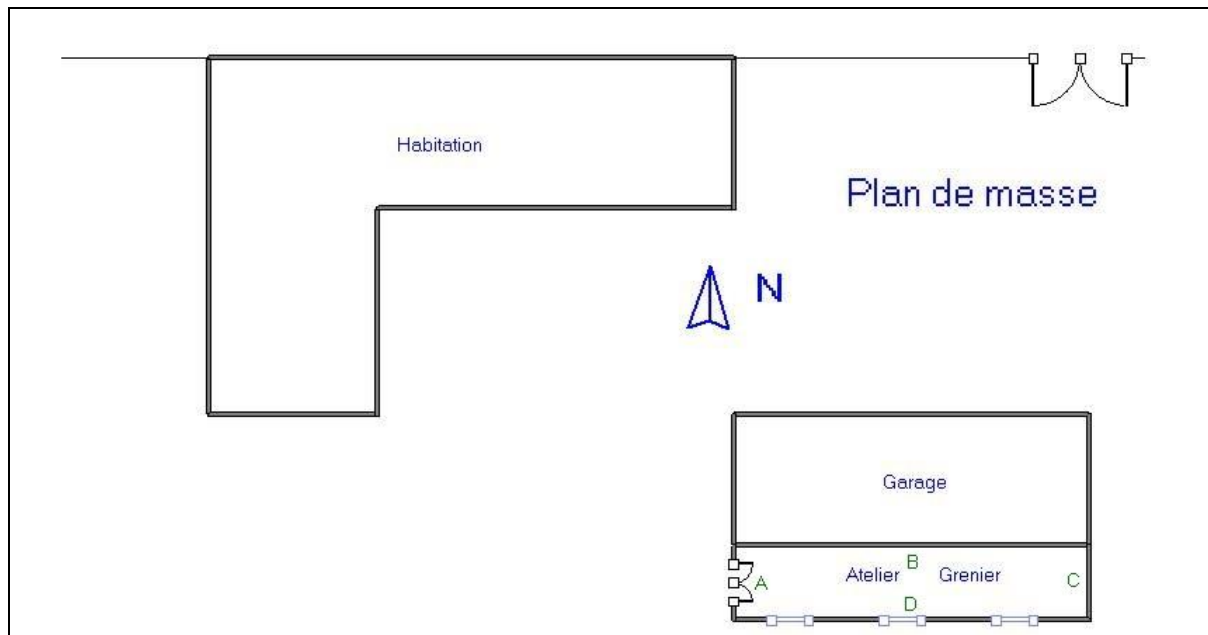 Habitation
Plan de masse
N
Garage
B
Atelier Grenier
A C
D